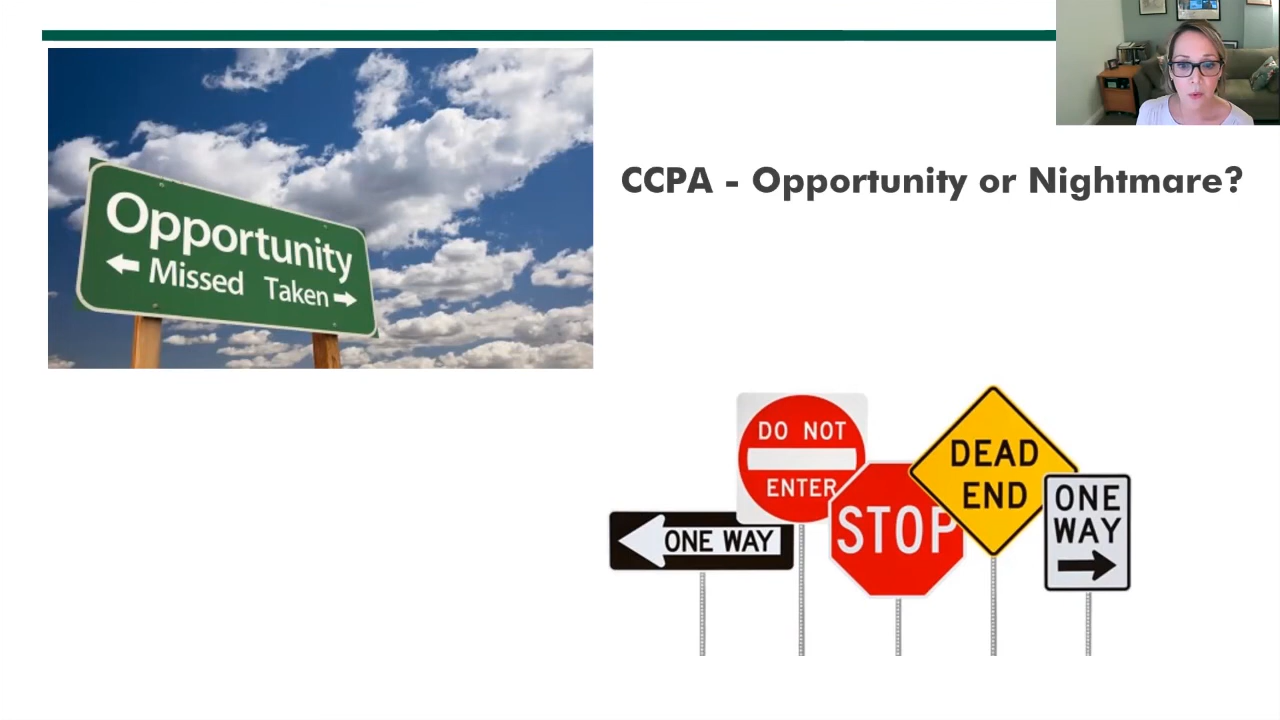 CCPA - Opportunity or Nightmare?
Opportunity
Missed Taken
DO NOT
ENTER
ONE WAY
STOP
DEAD
END
ONE
WAY